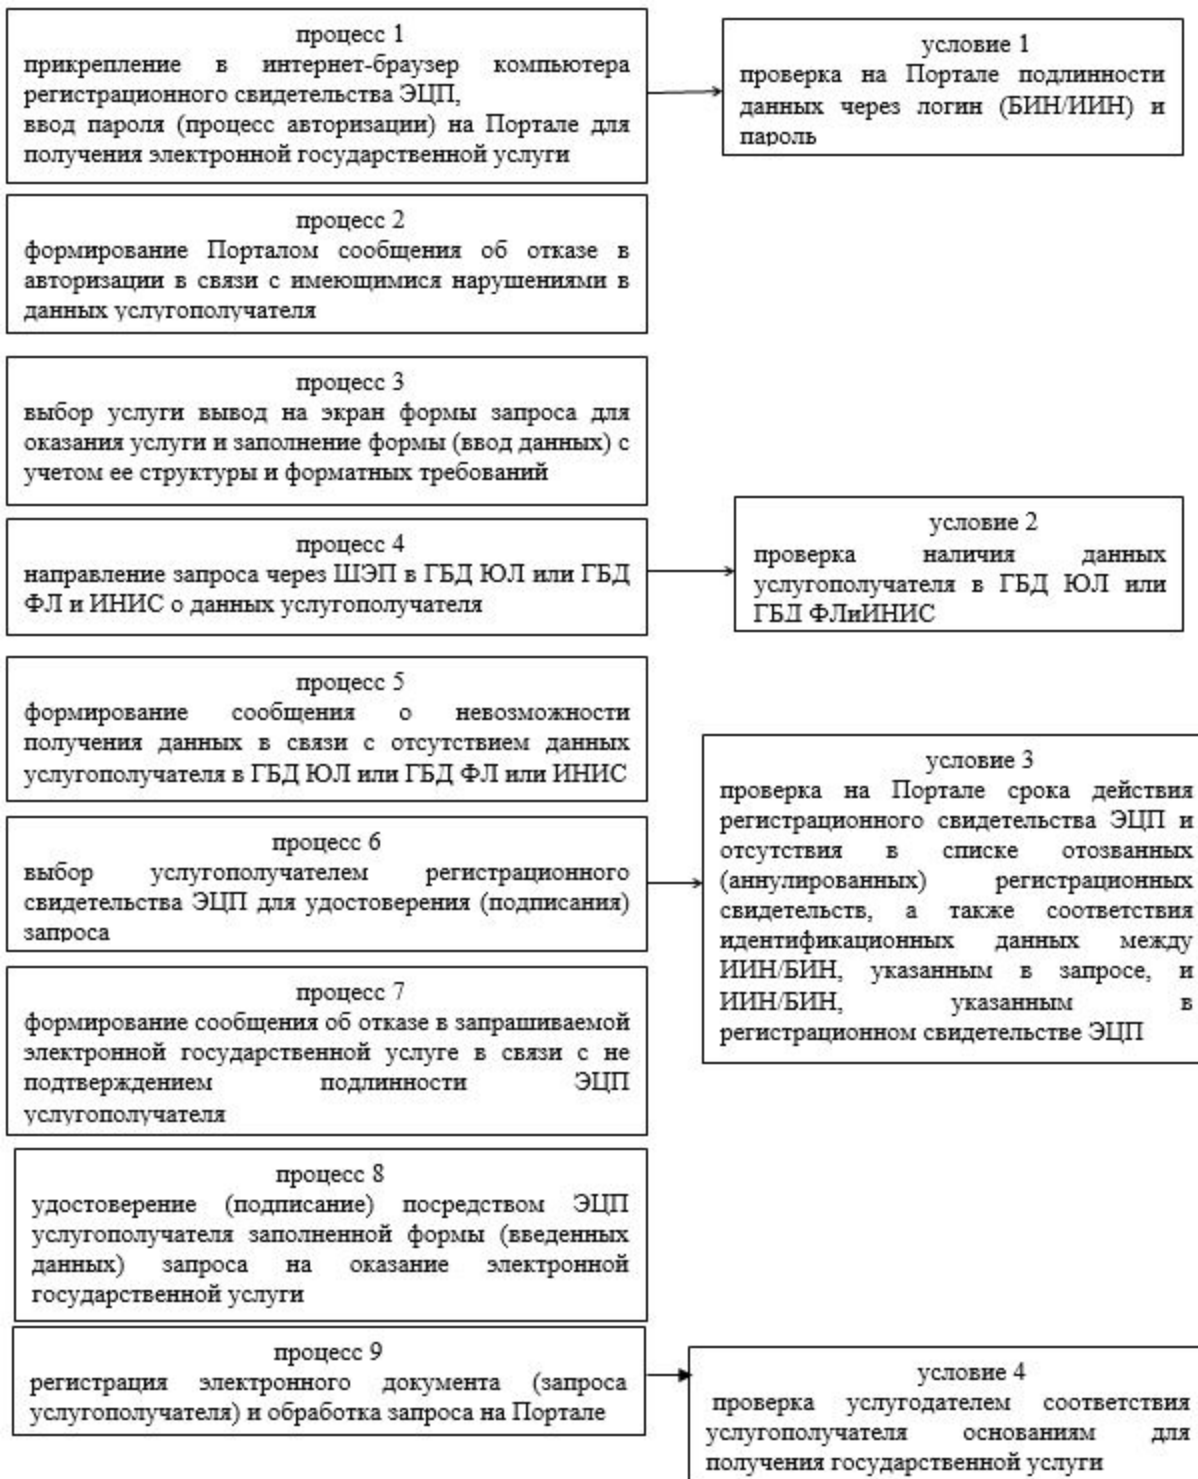 процесс 1
прикрепление в интернет-браузер компьютера
регистрационного свидетельства ЭЦП,
ввод пароля (процесс авторизации) на Портале для
получения электронной государственной услуги
условие 1
проверка на Портале подлинности
данных через логин (БИН/ИИН) и
пароль
процесс 2
формирование Порталом сообщения об отказе в
авторизации в связи с имеющимися нарушениями в
данных услугополучателя
процесс 3
выбор услуги вывод на экран формы запроса для
оказания услуги и заполнение формы (ввод данных) с
учетом ее структуры и форматных требований
процесс 4
направление запроса через ШЭП в ГБД ЮЛ или ГБД
ФЛ и ИНИС о данных услугополучателя
условие 2
проверка наличия данных
услугополучателя в ГБД ЮЛ или
ГБД ФЛиИНИС
процесс 5
формирование сообщения о невозможности
получения данных в связи с отсутствием данных
услугополучателя в ГБД ЮЛ или ГБД ФЛ или ИНИС
процесс 6
выбор услугополучателем регистрационного
свидетельства ЭЦП для удостоверения (подписания)
запроса
условие 3
проверка на Портале срока действия
регистрационного свидетельства ЭЦП и
отсутствия в списке отозванных
(аннулированных) регистрационных
свидетельств, а также соответствия
идентификационных данных между
ИИН/БИН, указанным в запросе, и
ИИН/БИН, указанным в
регистрационном свидетельстве ЭЦП
процесс 7
формирование сообщения об отказе в запрашиваемой
электронной государственной услуге в связи с не
подтверждением подлинности ЭЦП
услугополучателя
процесс 8
удостоверение (подписание) посредством ЭЦП
услугополучателя заполненной формы (введенных
данных) запроса на оказание электронной
государственной услуги
процесс 9
регистрация электронного документа (запроса
услугополучателя) и обработка запроса на Портале
условие 4
проверка услугодателем соответствия
услугополучателя основаниям для
получения государственной услуги